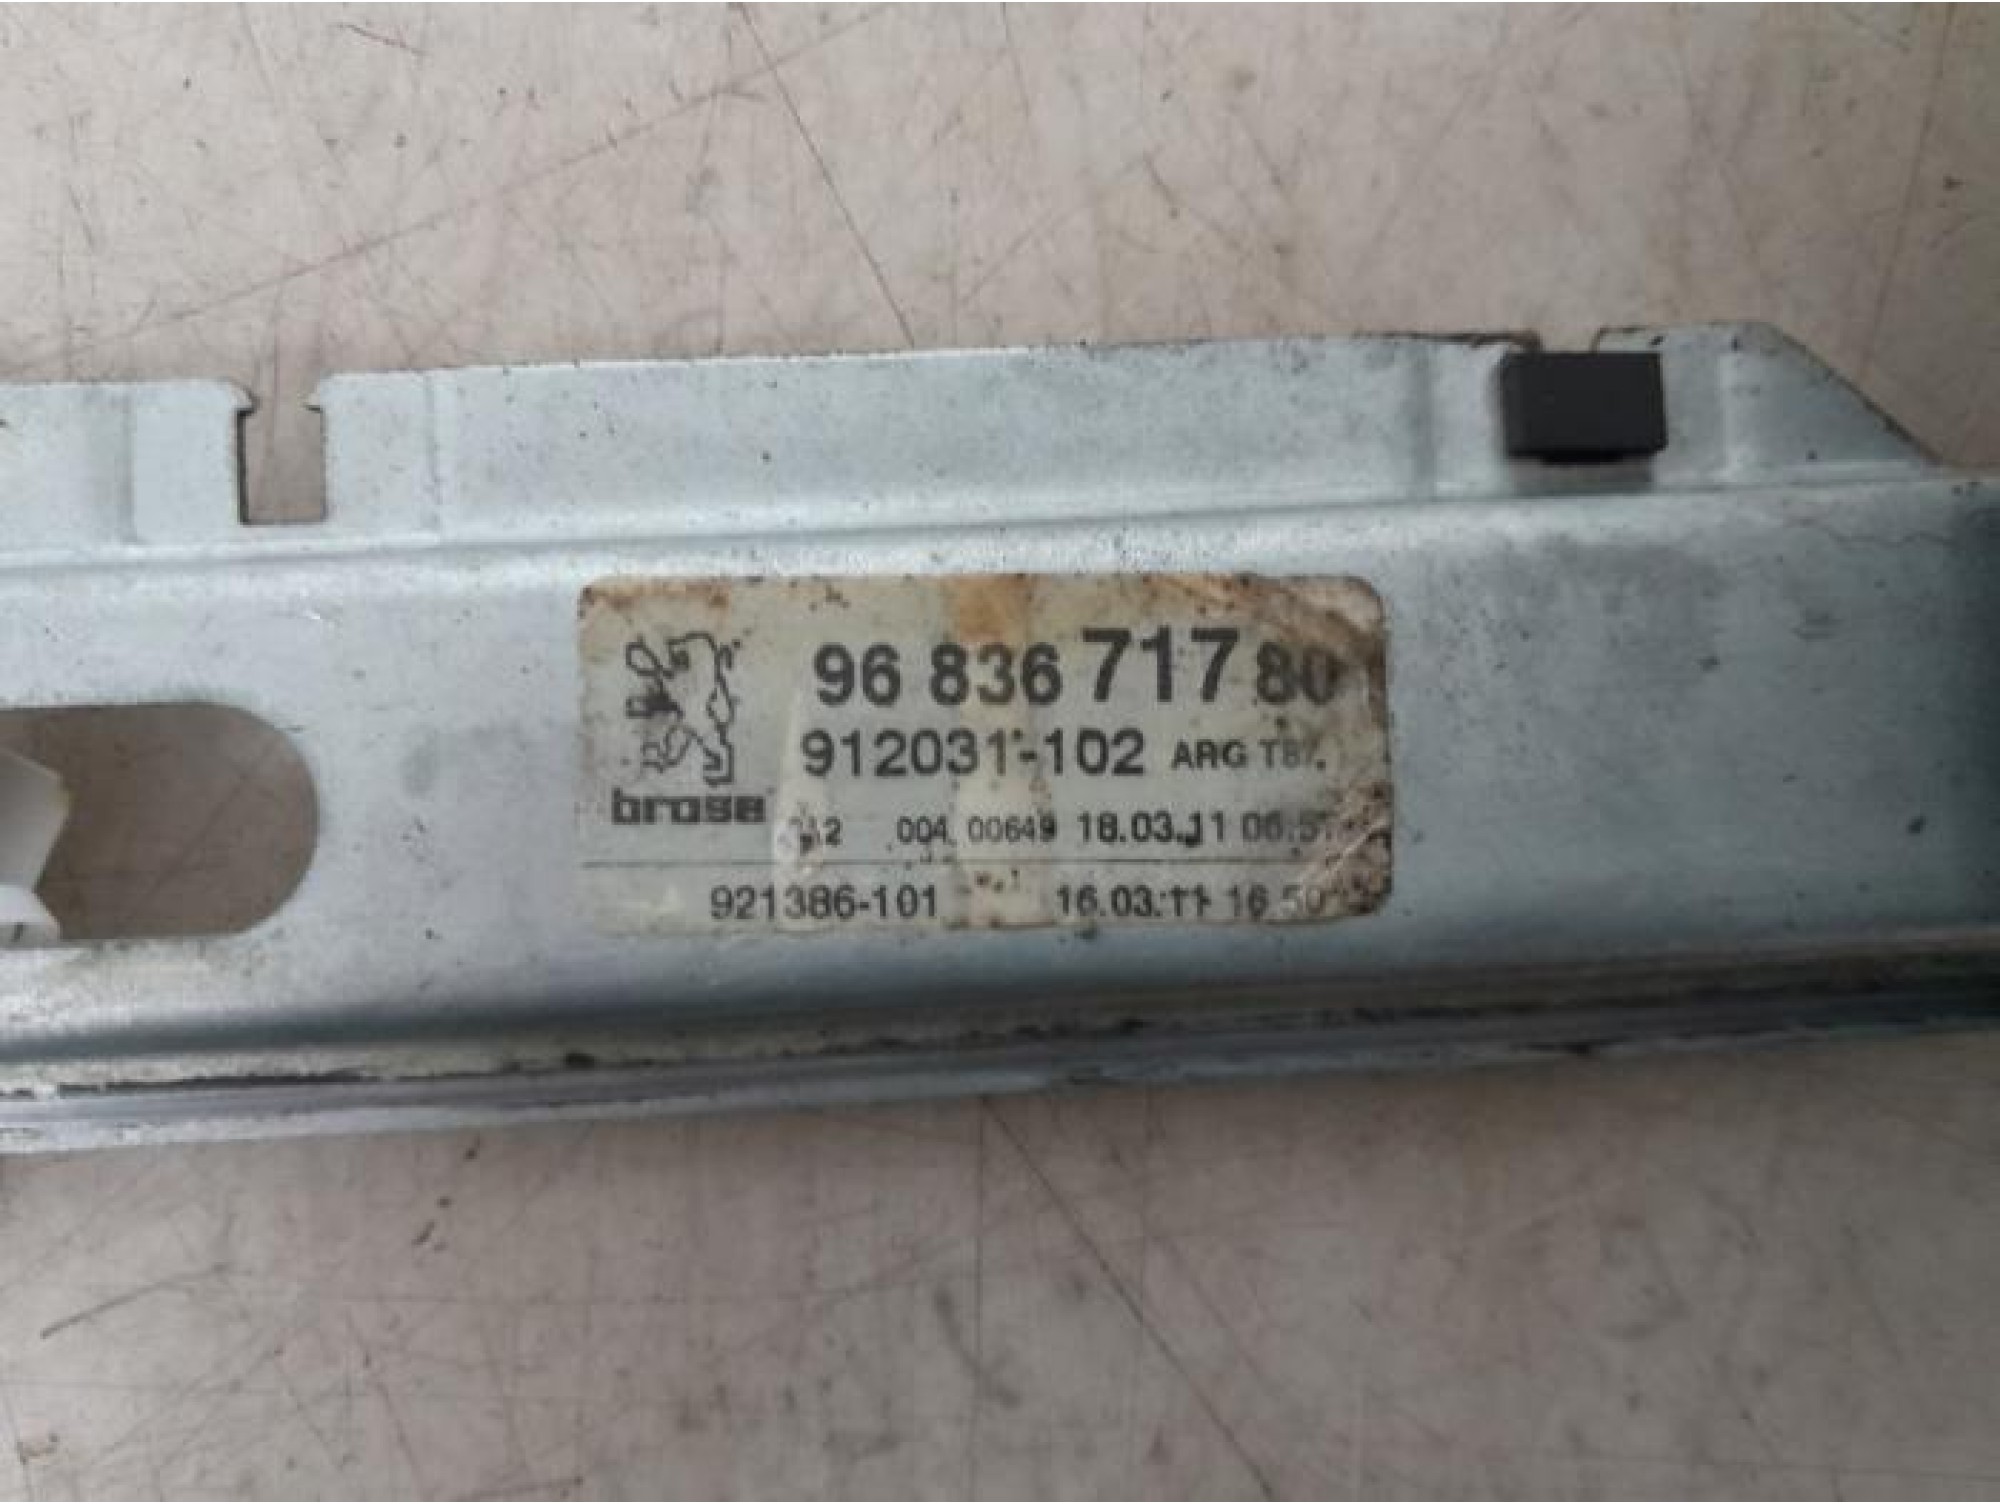 96 836 717 80
912031-102 ARG
brose
004 00649 18.03.11
921386-101 16.03.11 16:50